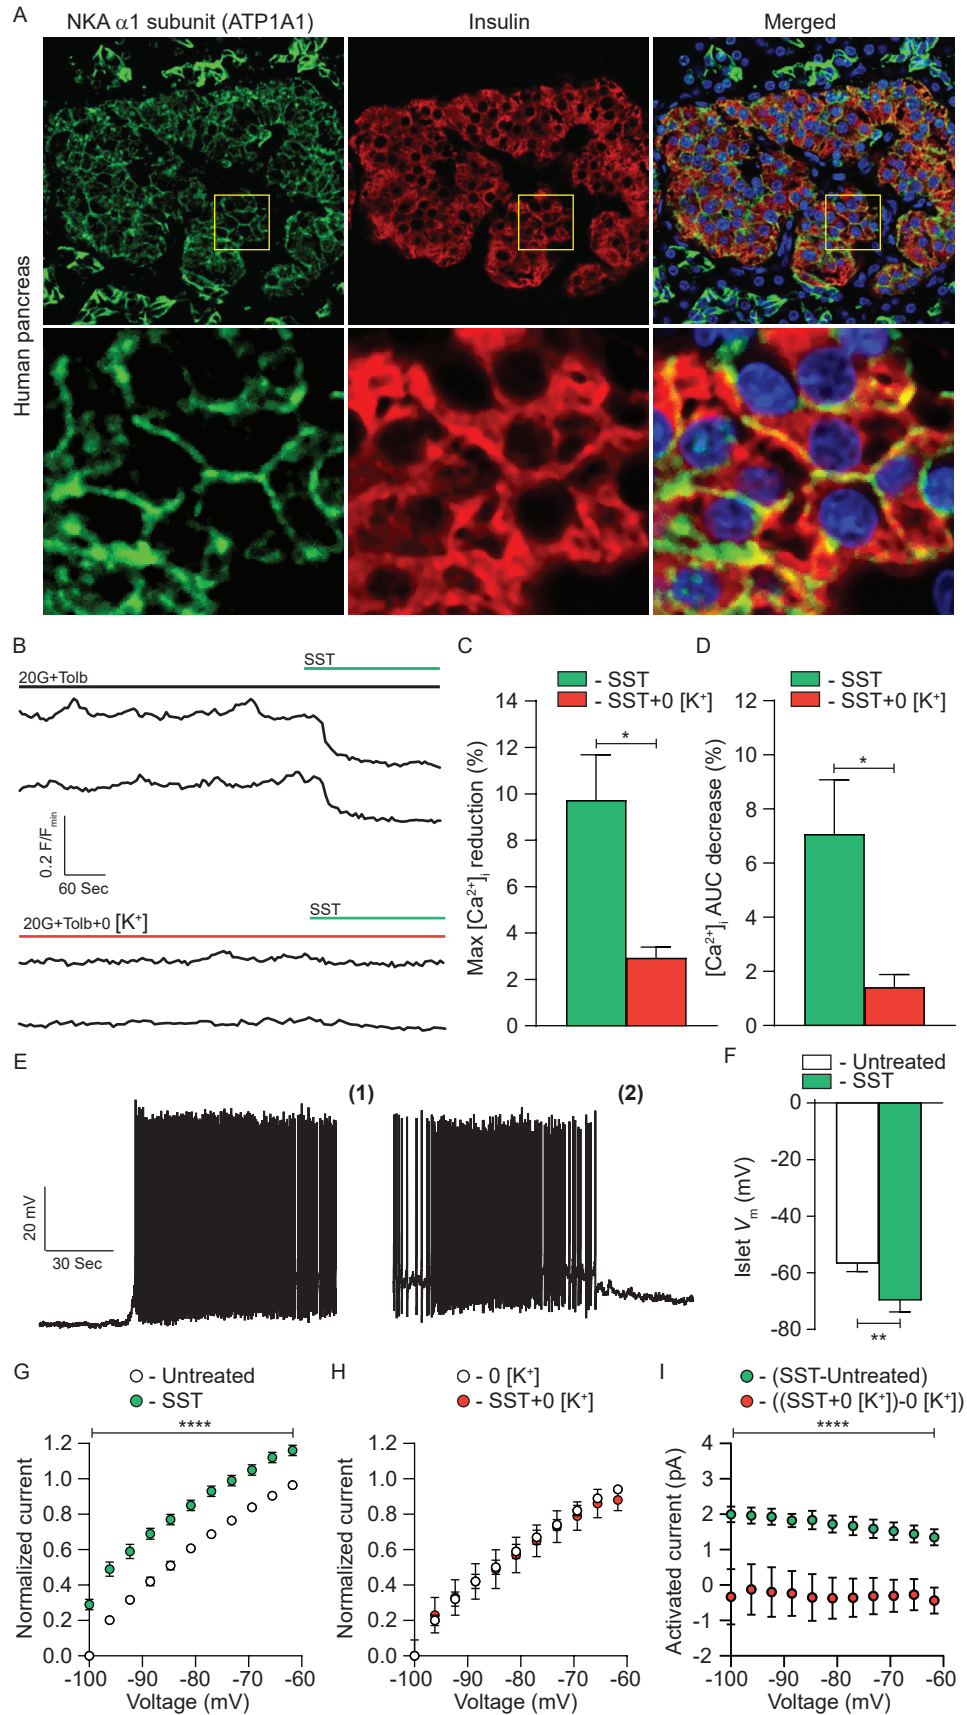 A
NKA α1 subunit (ATP1A1)
Insulin
Merged
Human pancreas
B
SST
20G+Tolb
0.2 F/Fmin
60 Sec
SST
20G+Tolb+0 [K+]
C
- SST
- SST+0 [K+]
Max [Ca2+]i reduction (%)
14
12
10
8
6
4
2
0
*
D
- SST
- SST+0 [K+]
[Ca2+]i AUC decrease (%)
12
10
8
6
4
2
0
*
E
(1)
(2)
20 mV
30 Sec
F
- Untreated
- SST
Islet Vm (mV)
0
-20
-40
-60
-80
**
G
- Untreated
- SST
****
Normalized current
1.2
1.0
0.8
0.6
0.4
0.2
0.0
-100 -90 -80 -70 -60
Voltage (mV)
H
- 0 [K+]
- SST+0 [K+]
Normalized current
1.2
1.0
0.8
0.6
0.4
0.2
0.0
-100 -90 -80 -70 -60
Voltage (mV)
I
- (SST-Untreated)
- ((SST+0 [K+])-0 [K+])
****
Activated current (pA)
4
3
2
1
0
-1
-2
-100 -90 -80 -70 -60
Voltage (mV)